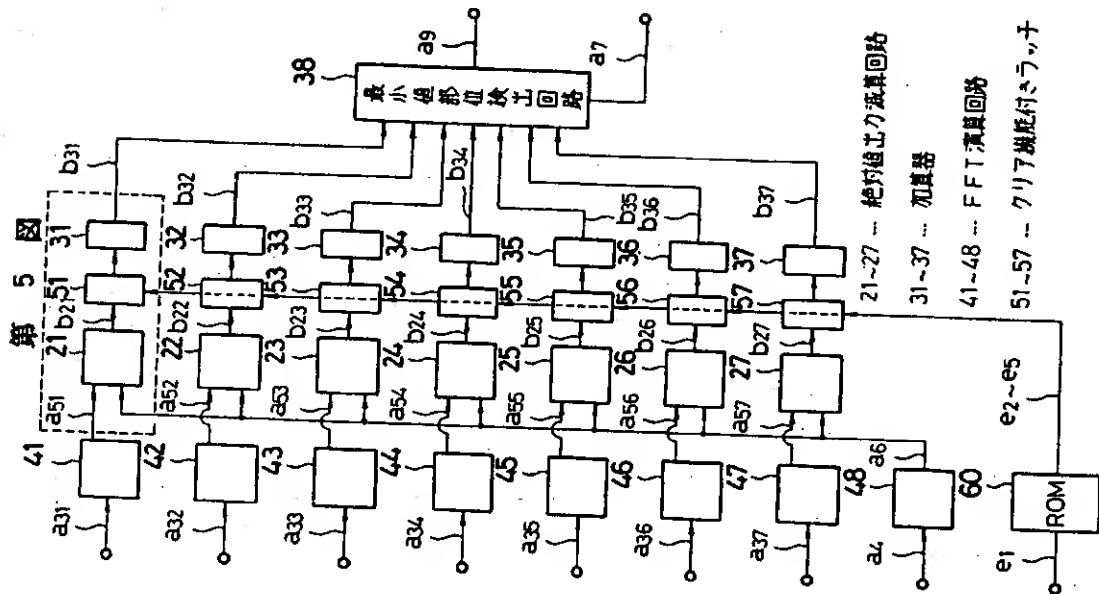 第 5 図
41
a31
a51
21
b21
51
31
b31
38
最小値部位検出回路
a9
a7
42
a32
a52
22
b22
52
32
b32
43
a33
a53
23
b23
53
33
b33
44
a34
a54
24
b24
54
34
b34
45
a35
a55
25
b25
55
35
b35
46
a36
a56
26
b26
56
36
b36
47
a37
a57
27
b27
57
37
b37
48
a4
a6
60
ROM
e1
e2~e5
21~27 --- 絶対値出力減算回路
31~37 --- 加算器
41~48 --- FFT演算回路
51~57 --- クリア機能付きラッチ